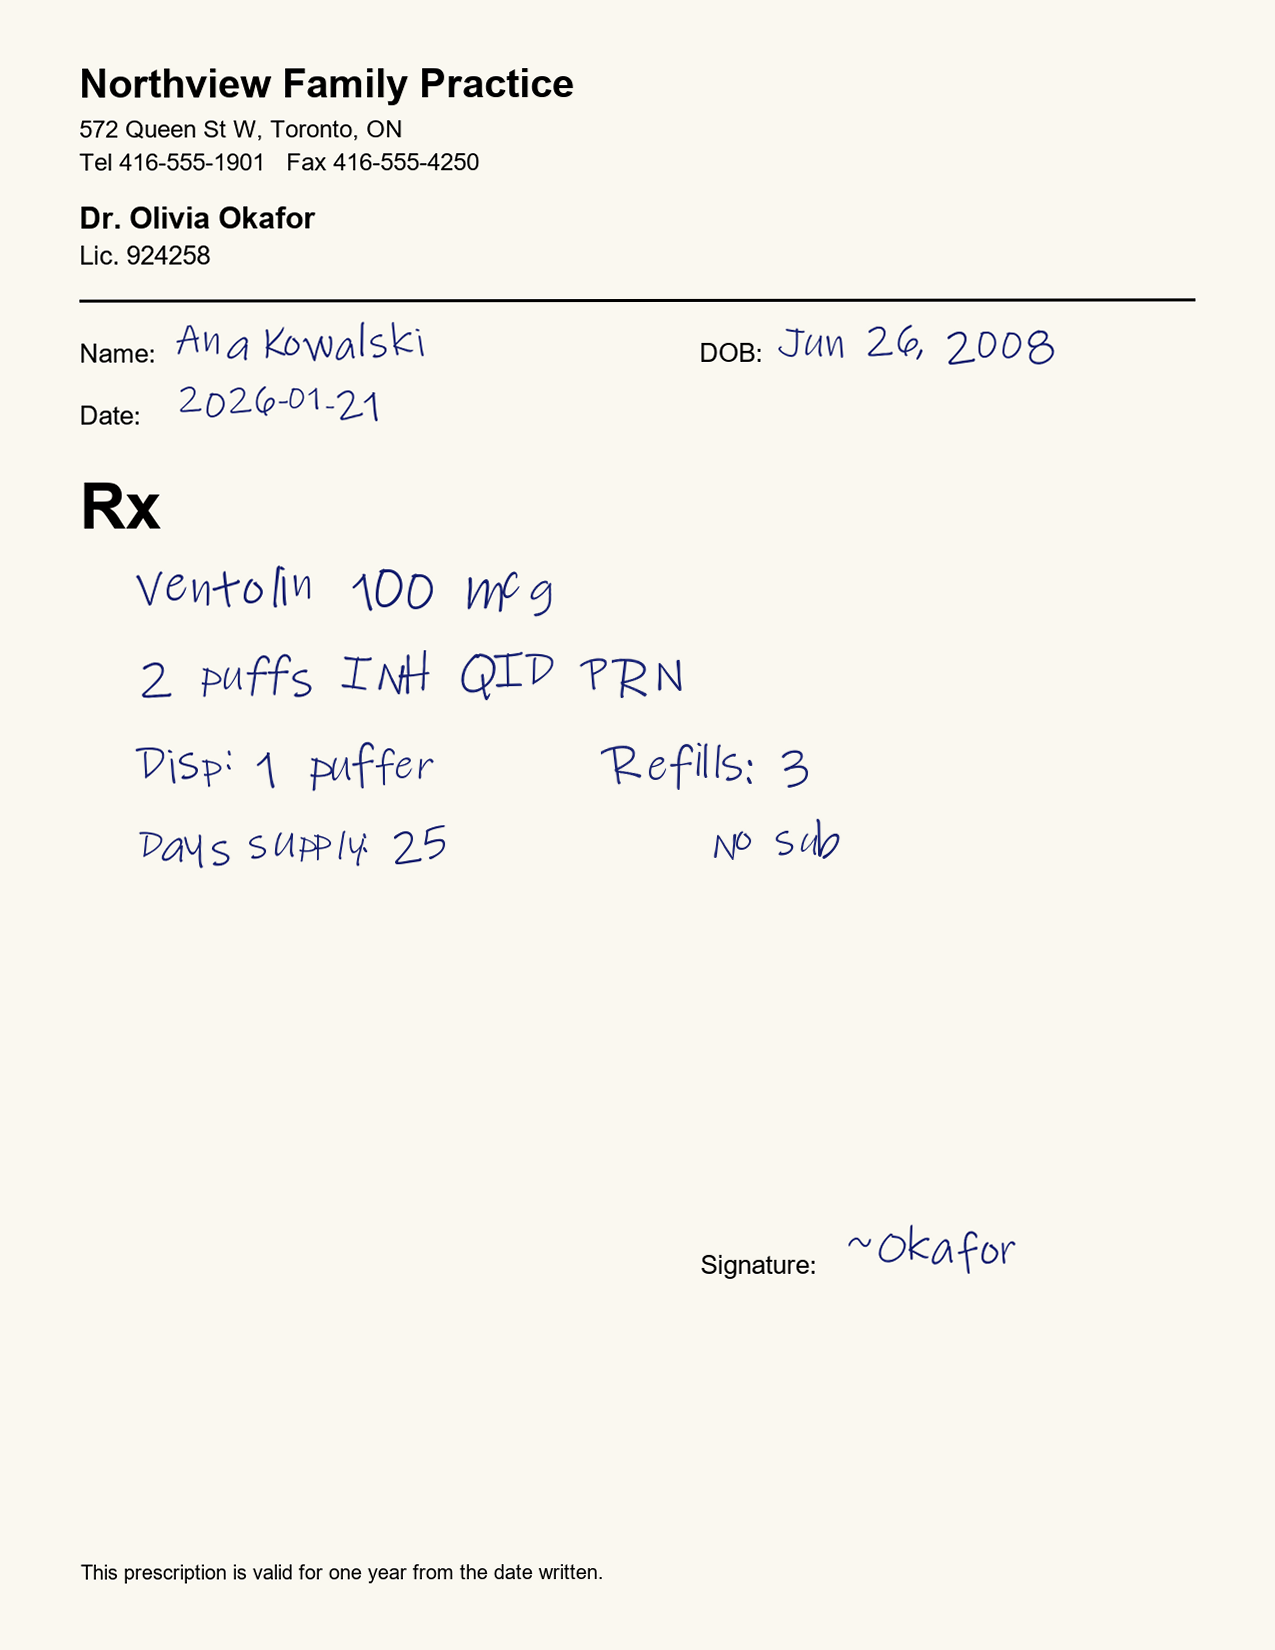 Northview Family Practice
572 Queen St W, Toronto, ON
Tel 416-555-1901 Fax 416-555-4250
Dr. Olivia Okafor
Lic. 924258
Name: Ana Kowalski DOB: Jun 26, 2008
Date: 2026-01-21
Rx
Ventolin 100 mcg
2 puffs INH QID PRN
Disp: 1 puffer Refills: 3
Days supply: 25 No sub
Signature: ~Okafor
This prescription is valid for one year from the date written.